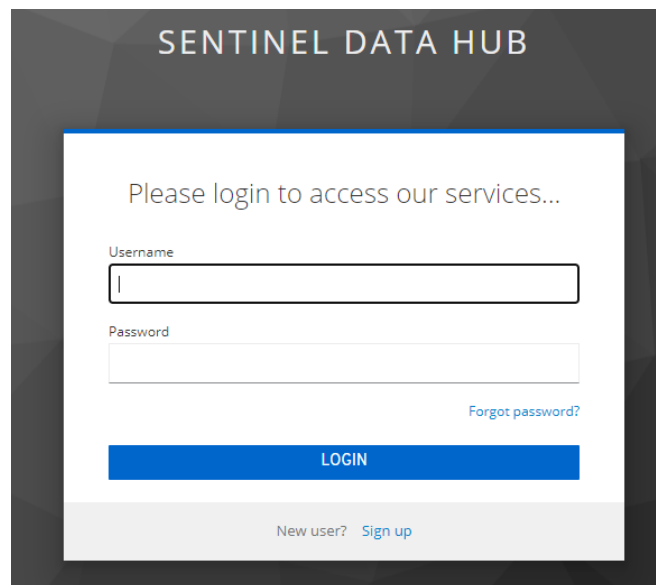 SENTINEL DATA HUB
Please login to access our services...
Username
Password
Forgot password?
LOGIN
New user? Sign up